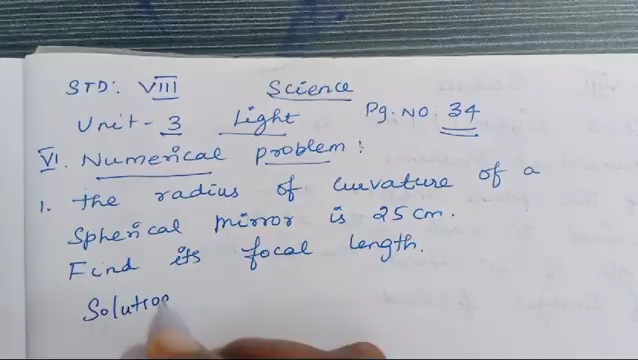 STD: VIII Science
Unit - 3 Light Pg. NO: 34
VI. Numerical problem:
1. The radius of curvature of a
Spherical mirror is 25 cm.
Find its focal length.
Solution